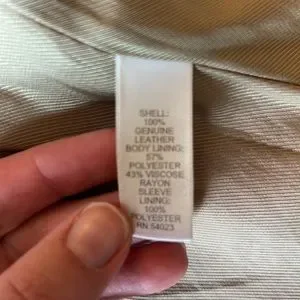 SHELL:
100%
GENUINE
LEATHER
BODY LINING:
57%
POLYESTER
43% VISCOSE
RAYON
SLEEVE
LINING:
100%
POLYESTER
RN 54023